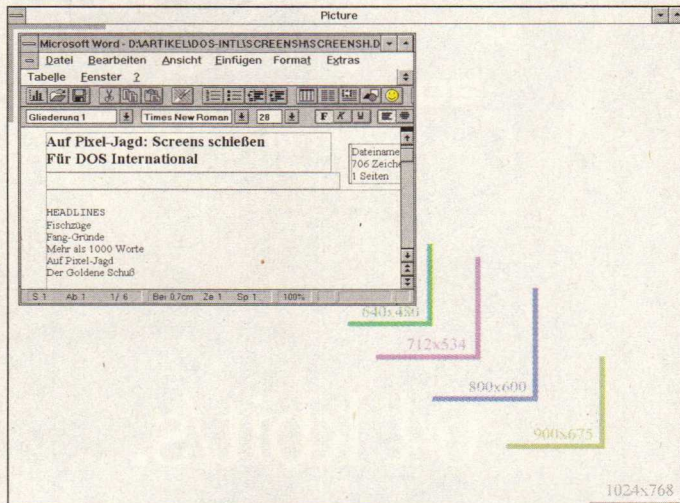 Picture
Microsoft Word - D:\ARTIKEL\DOS-INTL\SCREENSH\SCREENSH.D
Datei Bearbeiten Ansicht Einfügen Format Extras
Tabelle Fenster ?
Gliederung 1 Times New Roman 28 F K U
Auf Pixel-Jagd: Screens schießen
Für DOS International
Dateiname
706 Zeiche
1 Seiten
HEADLINES
Fischzüge
Fang-Gründe
Mehr als 1000 Worte
Auf Pixel-Jagd
Der Goldene Schuß
S 1 Ab 1 1/ 6 Bei 0,7cm Ze 1 Sp 1 100%
640x480
712x534
800x600
900x675
1024x768